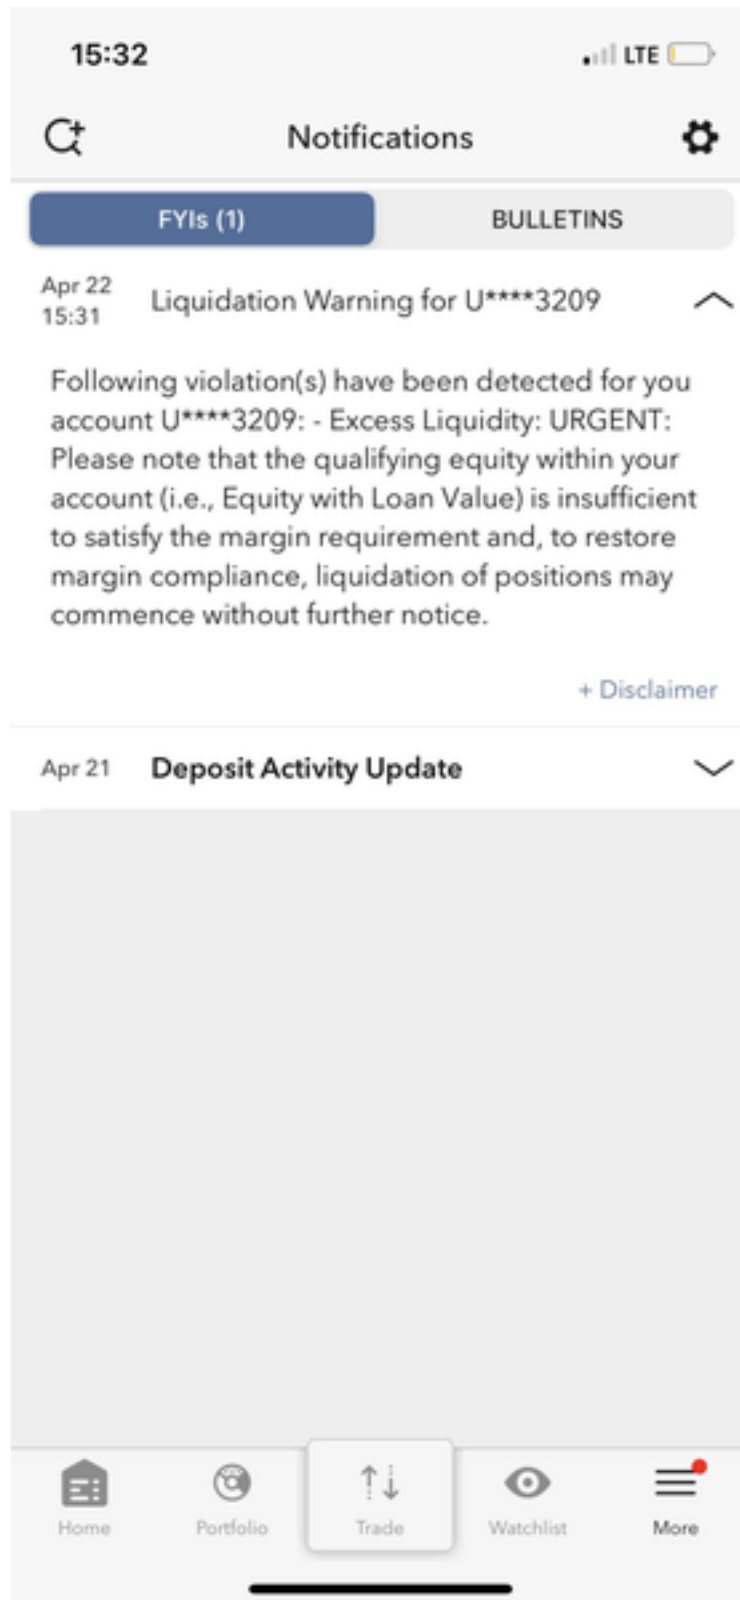 15:32
LTE
Notifications
FYIs (1)
BULLETINS
Apr 22
15:31
Liquidation Warning for U****3209
Following violation(s) have been detected for you
account U****3209: - Excess Liquidity: URGENT:
Please note that the qualifying equity within your
account (i.e., Equity with Loan Value) is insufficient
to satisfy the margin requirement and, to restore
margin compliance, liquidation of positions may
commence without further notice.
+ Disclaimer
Apr 21
Deposit Activity Update
Home
Portfolio
Trade
Watchlist
More